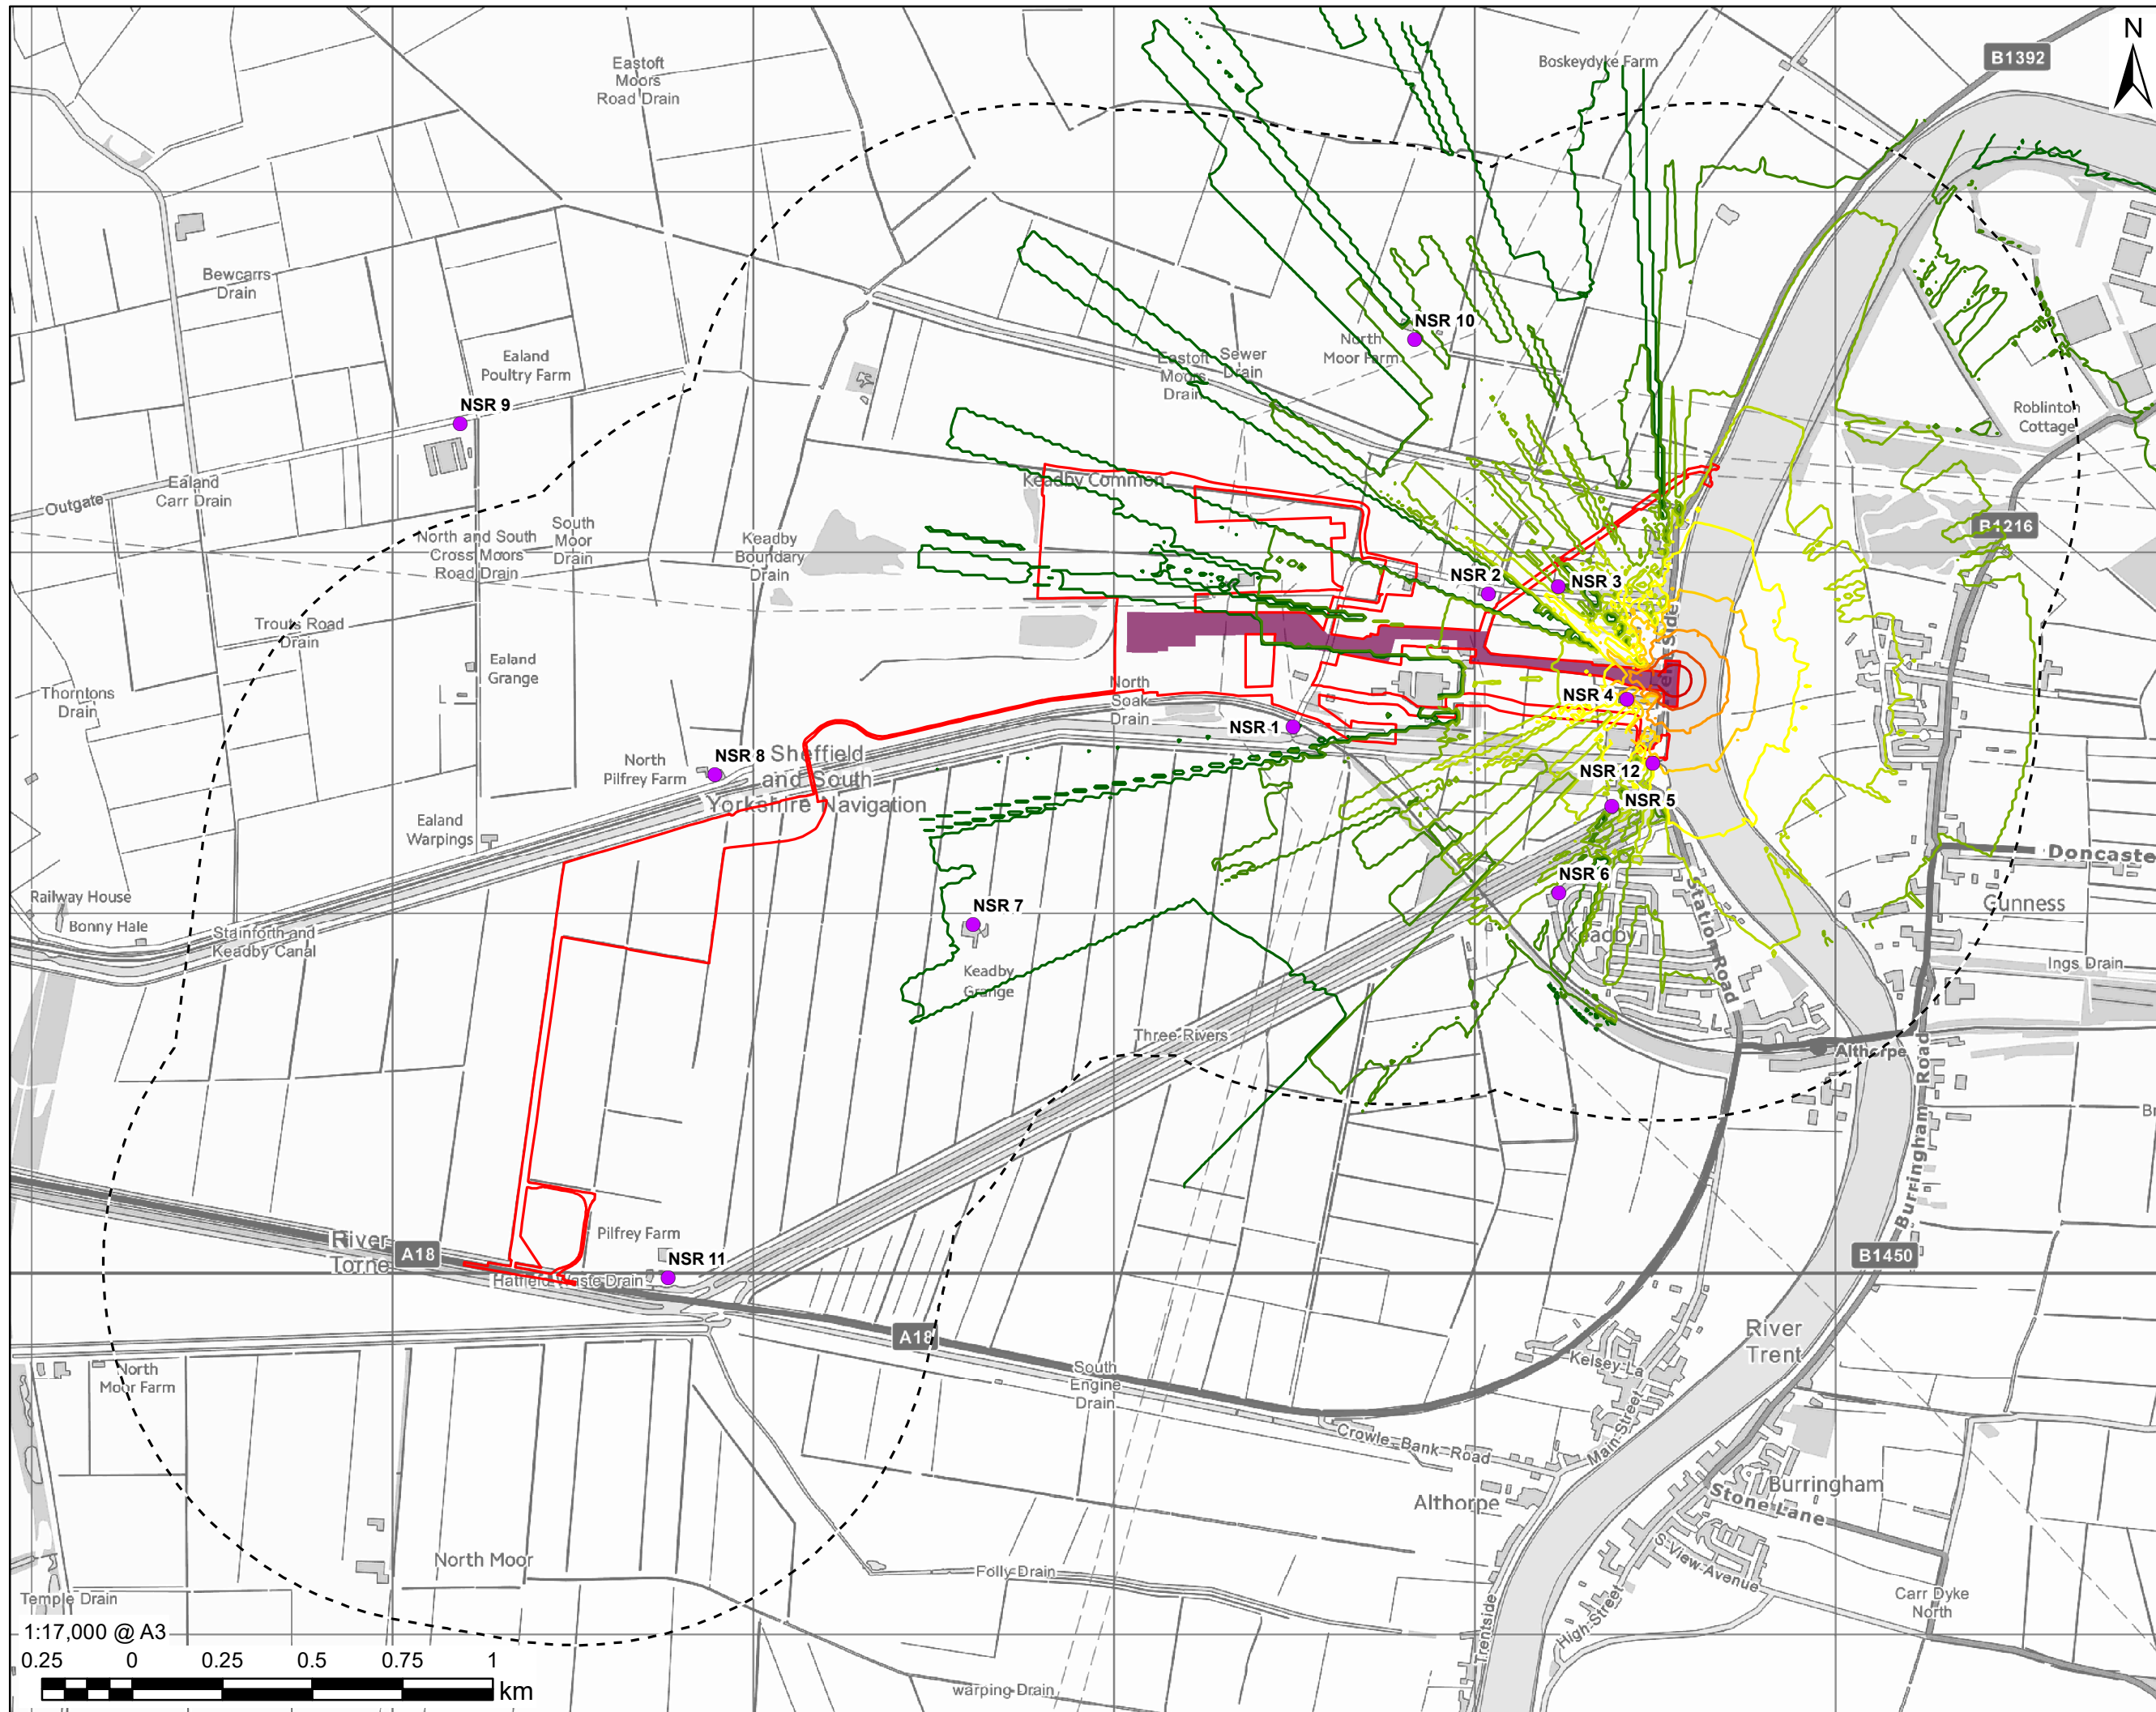 N
B1392
Eastoft
Moors
Road Drain
Boskeydyke Farm
Bewcarrs
Drain
NSR 10
North
Moor Farm
Eastoft
Moors
Drain
Sewer
Drain
Ealand
Poultry Farm
NSR 9
Roblinton
Cottage
Outgate
Ealand
Carr Drain
Keadby Common
B1216
North and South
Cross Moors
Road Drain
South
Moor
Drain
Keadby
Boundary
Drain
NSR 2
NSR 3
Trouts Road
Drain
Ealand
Grange
Thorntons
Drain
North
Soak
Drain
NSR 4
NSR 1
NSR 8
North
Pilfrey Farm
Sheffield
and South
Yorkshire Navigation
NSR 12
NSR 5
Ealand
Warpings
Doncaste
NSR 6
Railway House
Bonny Hale
NSR 7
Gunness
Stainforth and
Keadby Canal
Keadby
Station Road
Ings Drain
Keadby
Grange
Three Rivers
Althorpe
Burringham Road
Br
River
Torne
A18
Pilfrey Farm
NSR 11
Hatfield Waste Drain
B1450
A18
River
Trent
North
Moor Farm
South
Engine
Drain
Kelsey La
Main Street
Crowle Bank Road
Althorpe
Burringham
Stone Lane
S View Avenue
North Moor
Folly Drain
Temple Drain
Carr Dyke
North
High Street
Trentside
warping Drain
1:17,000 @ A3
0.25 0 0.25 0.5 0.75 1
km